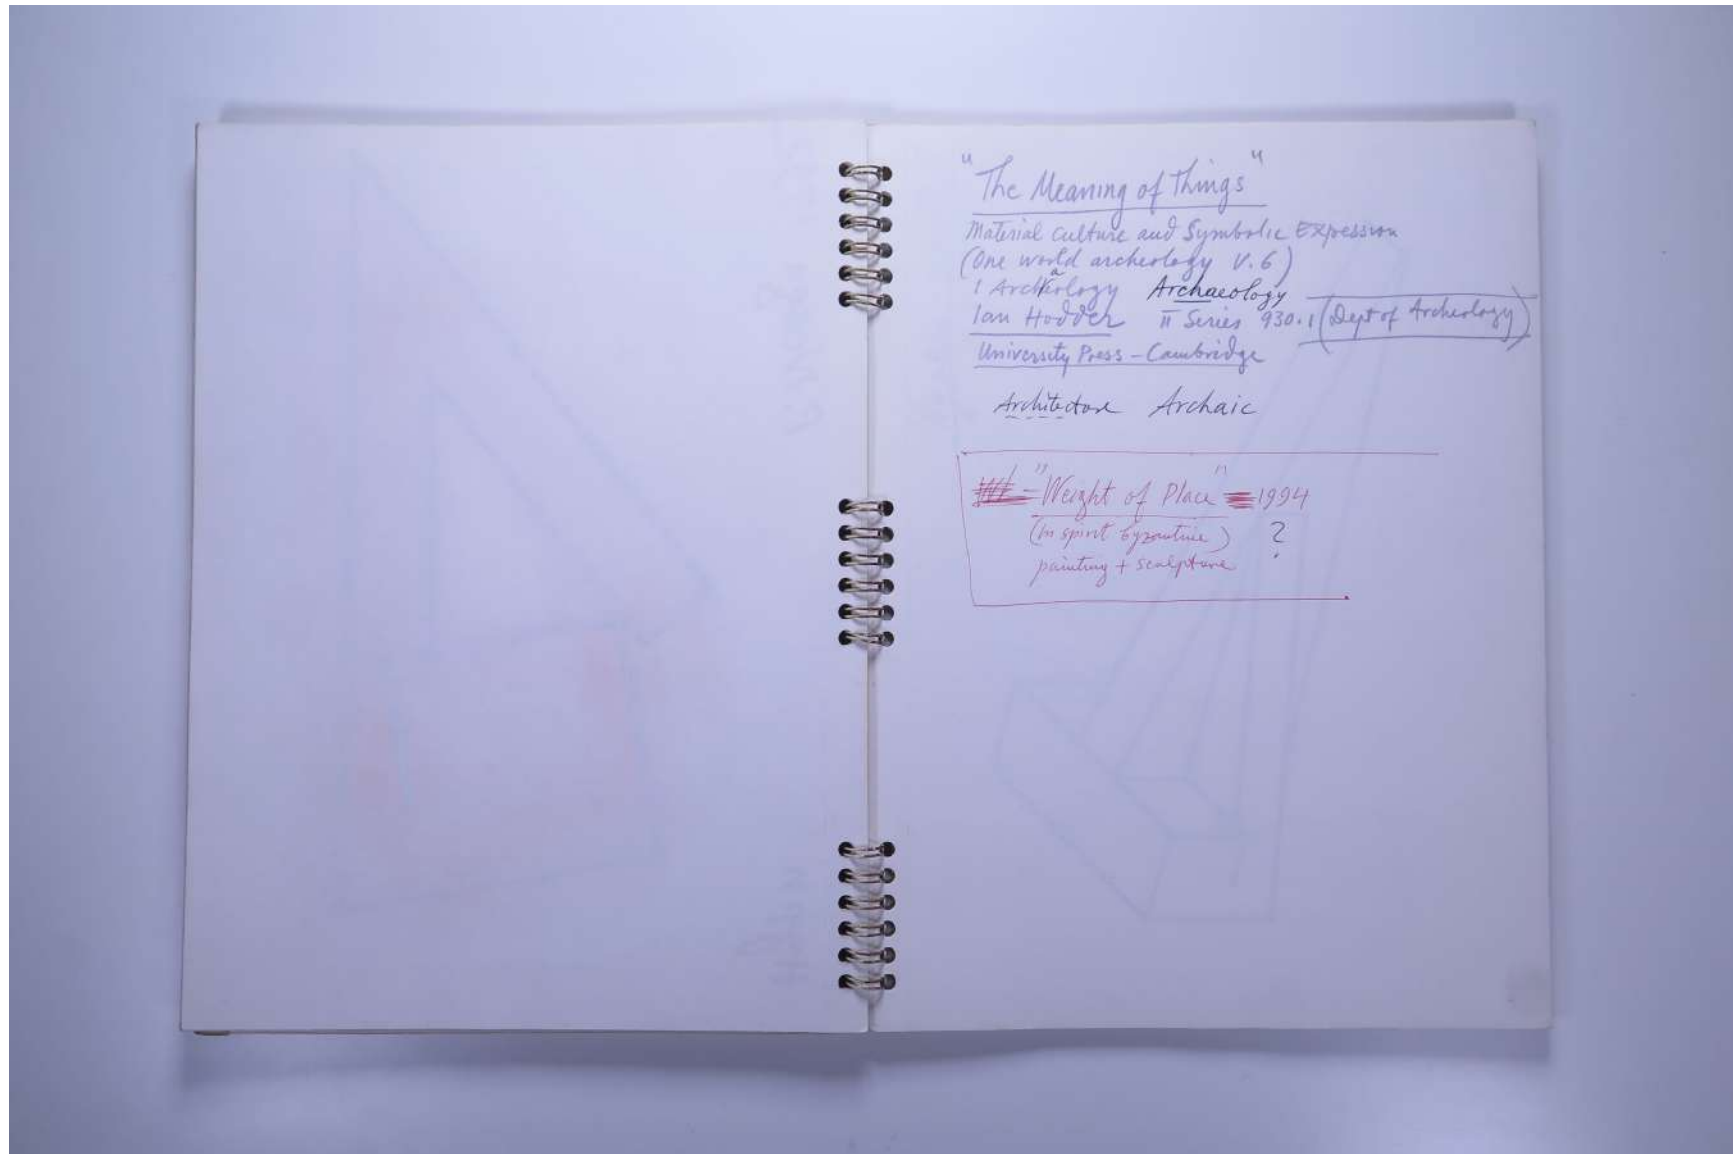 "The Meaning of Things"
Material Culture and Symbolic Expession
(One world archeology V.6)
1 Archaeology Archaeology
Ian Hodder II Series 930.1 (Dept of Archeology)
University Press - Cambridge
Architecture Archaic
"Weight of Place" 1994
(In spirit byzantine) ?
painting + sculpture